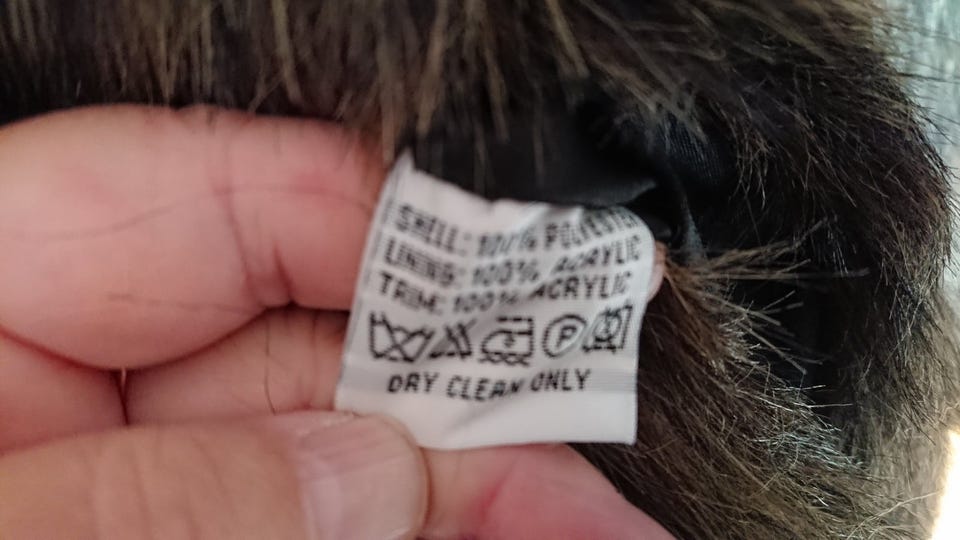 SHELL: 100% POLYESTER
LINING: 100% ACRYLIC
TRIM: 100% ACRYLIC
P
DRY CLEAN ONLY